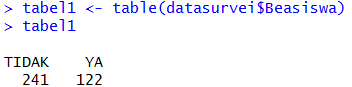 > tabel1 <- table(datasurvei$Beasiswa)
> tabel1
TIDAK    YA
  241   122